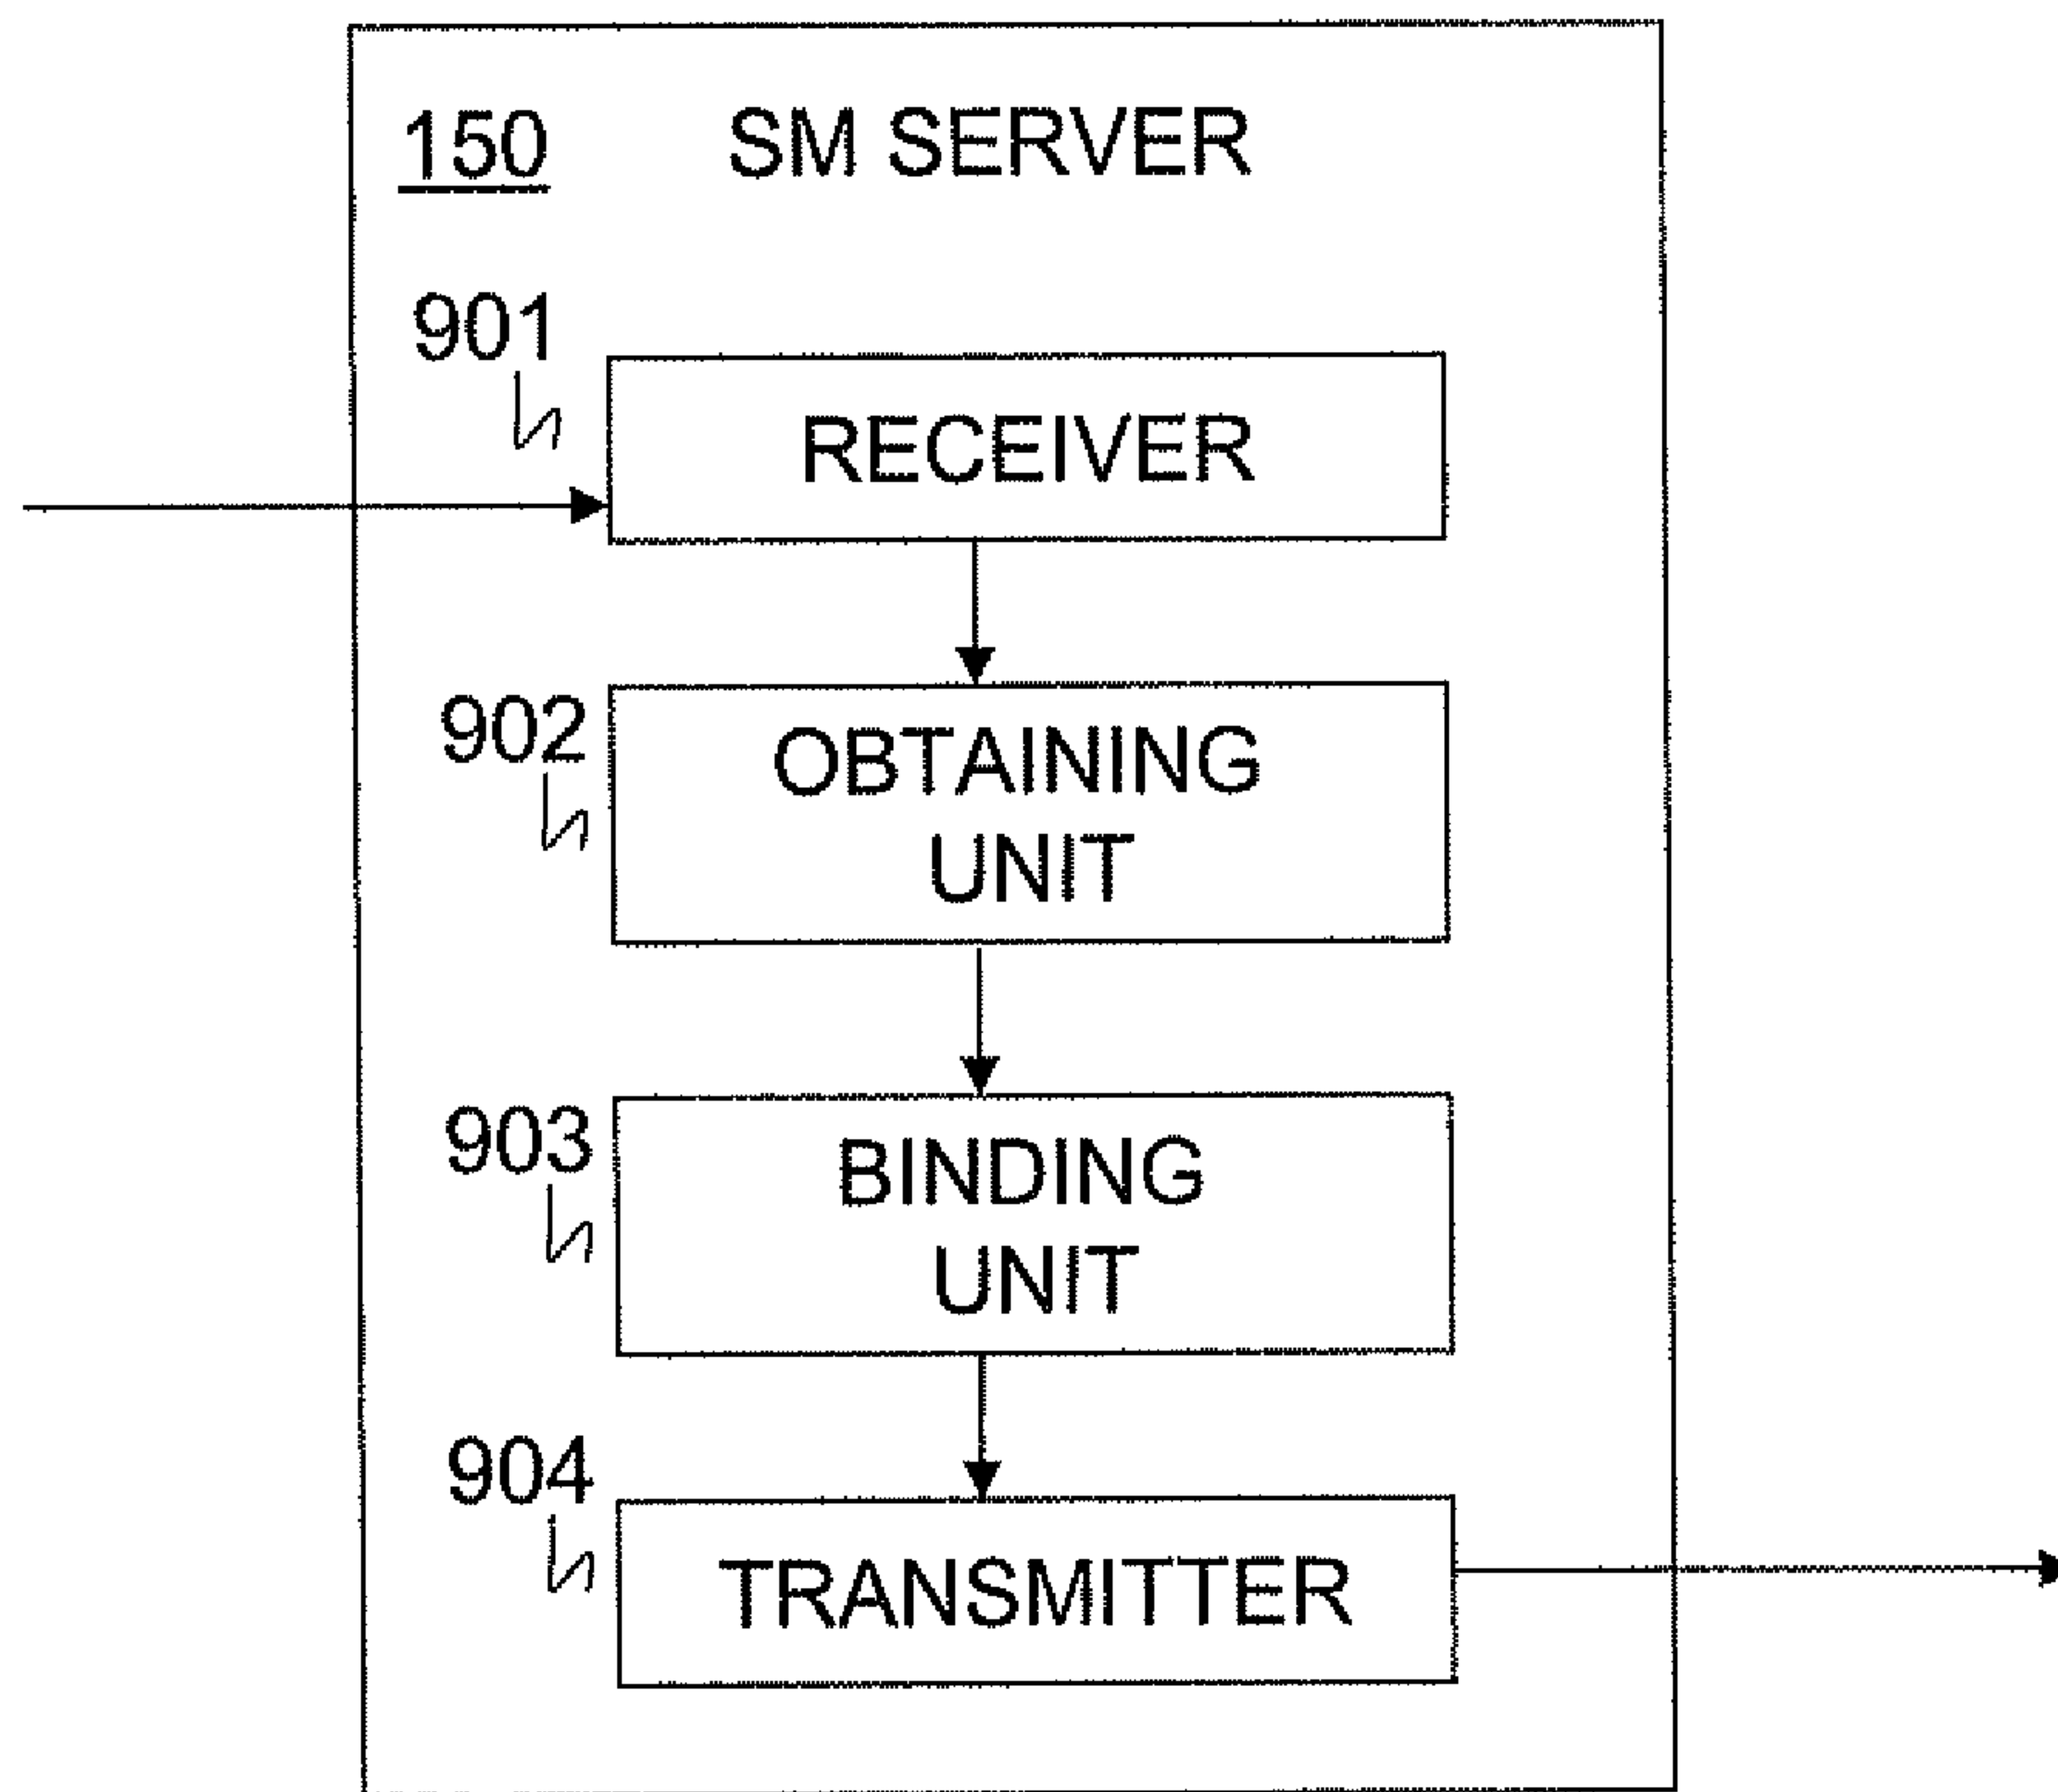 150 SM SERVER
901
RECEIVER
902
OBTAINING
UNIT
903
BINDING
UNIT
904
TRANSMITTER